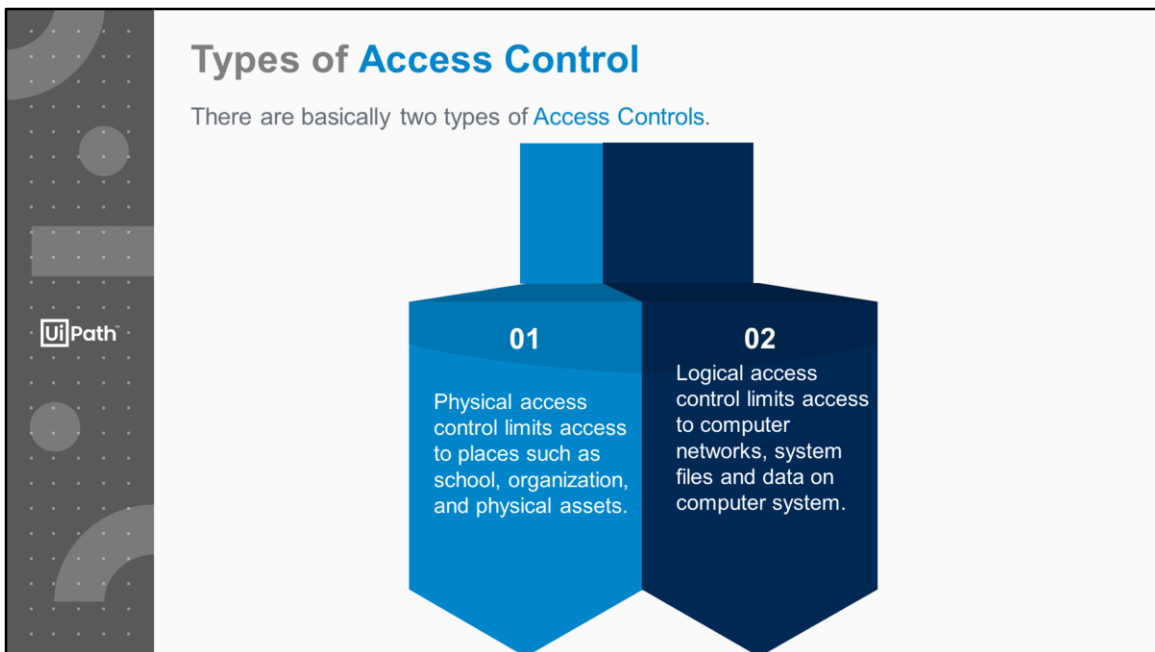 Types of Access Control
There are basically two types of Access Controls.
UiPath™
01
Physical access
control limits access
to places such as
school, organization,
and physical assets.
02
Logical access
control limits access
to computer
networks, system
files and data on
computer system.